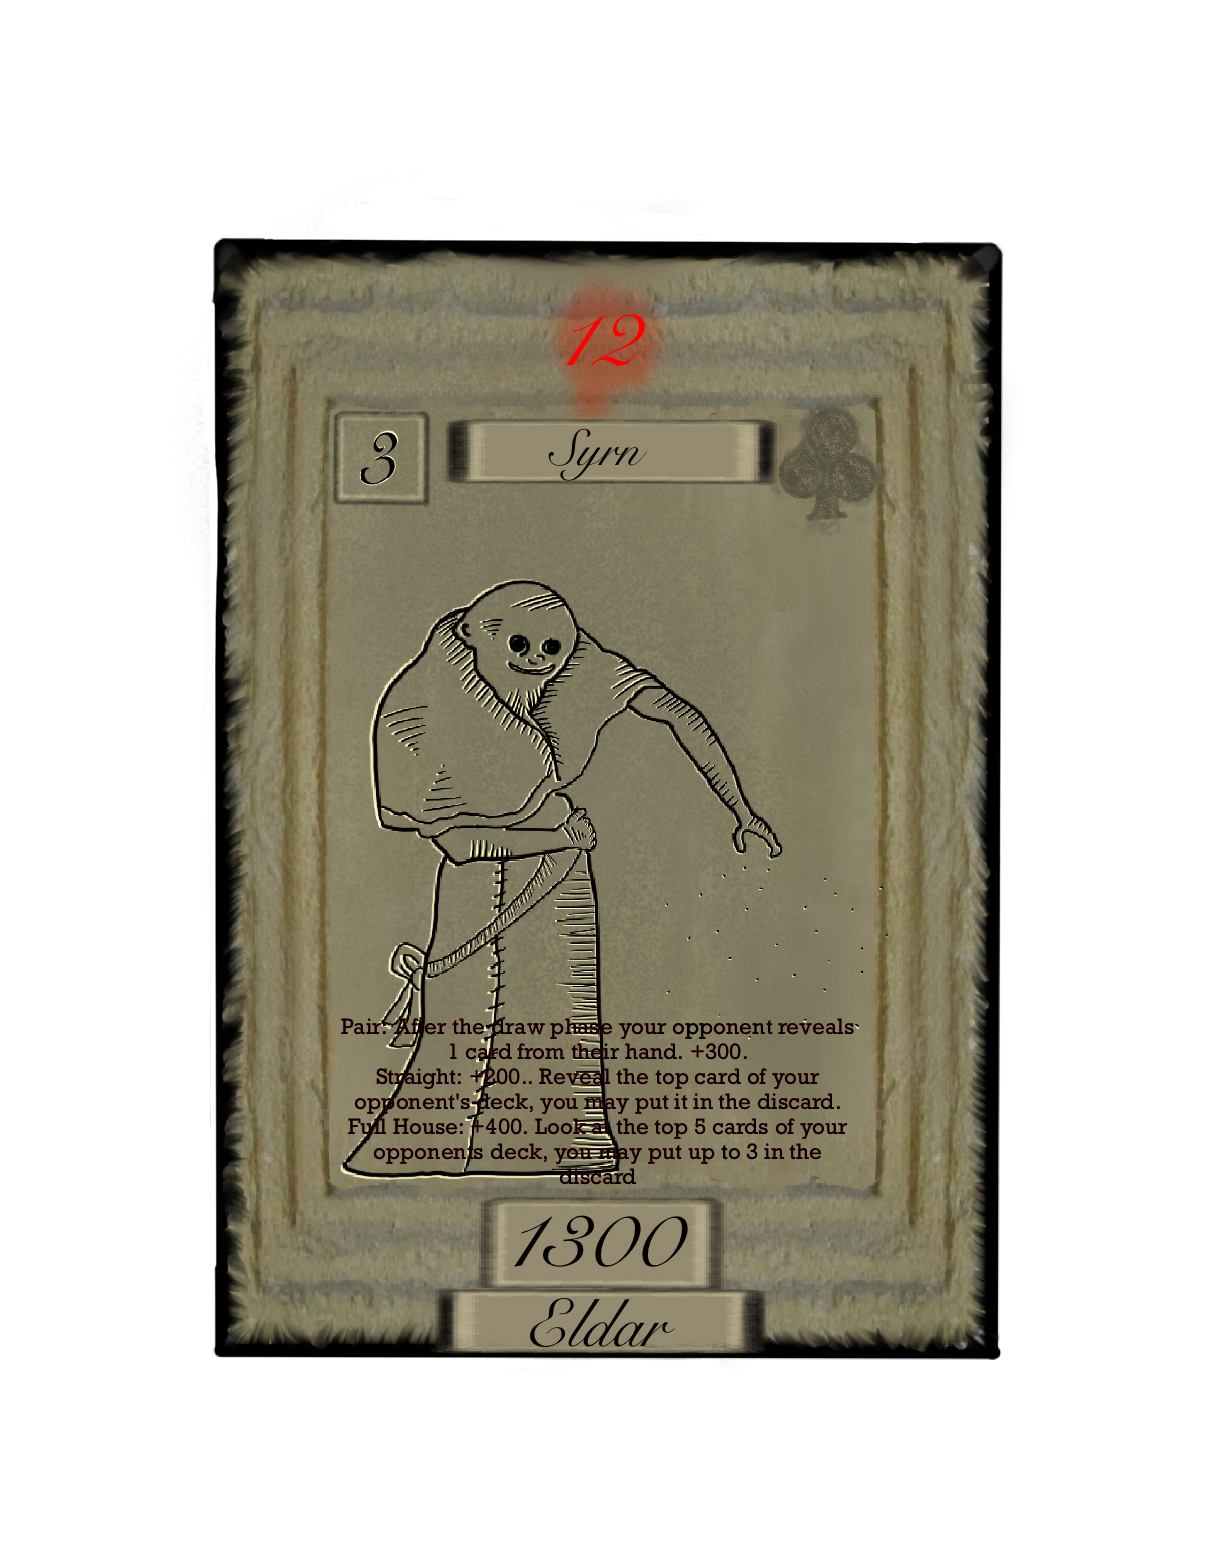 12
3
Syrn
Pair: After the draw phase your opponent reveals
1 card from their hand. +300.
Straight: +200.. Reveal the top card of your
opponent's deck, you may put it in the discard.
Full House: +400. Look at the top 5 cards of your
opponents deck, you may put up to 3 in the
discard
1300
Eldar